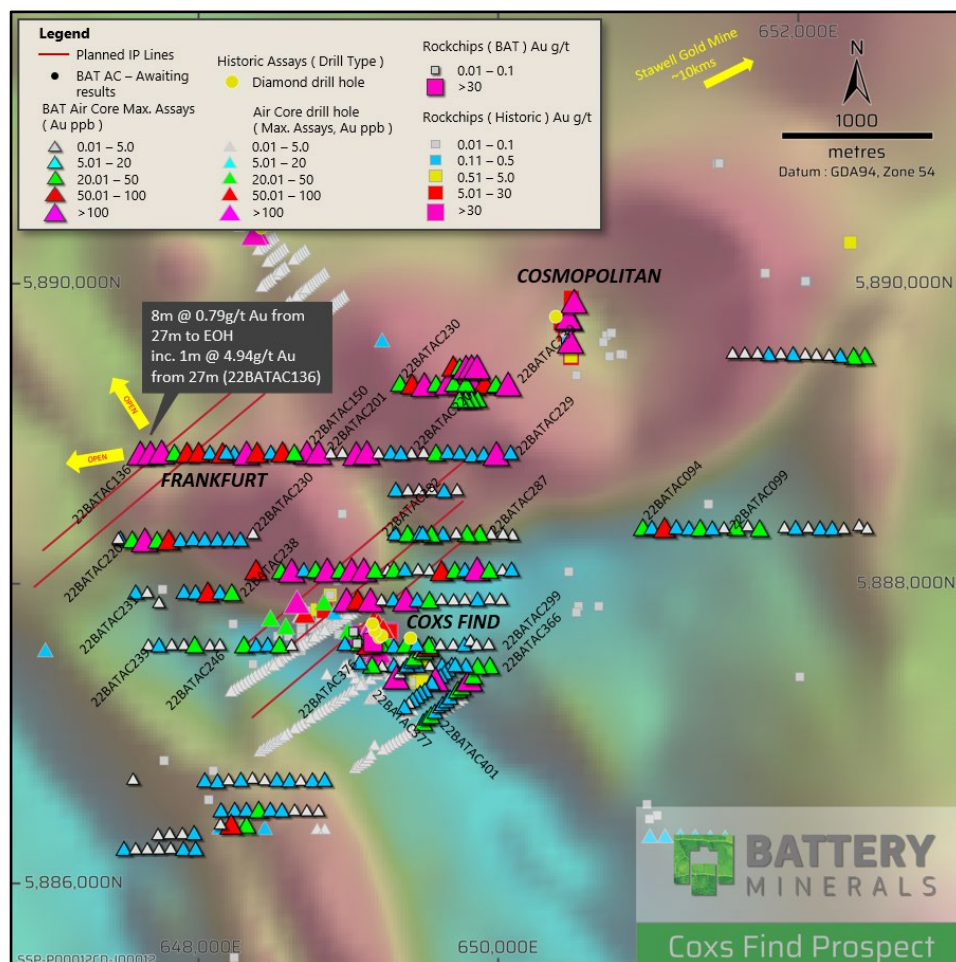 652,000E
Legend
Planned IP Lines
BAT AC – Awaiting
results
BAT Air Core Max. Assays
( Au ppb )
0.01 – 5.0
5.01 – 20
20.01 – 50
50.01 – 100
>100
Historic Assays ( Drill Type )
Diamond drill hole
Air Core drill hole
( Max. Assays, Au ppb )
0.01 – 5.0
5.01 – 20
20.01 – 50
50.01 – 100
>100
Rockchips ( BAT ) Au g/t
0.01 – 0.1
>30
Rockchips ( Historic ) Au g/t
0.01 – 0.1
0.11 – 0.5
0.51 – 5.0
5.01 – 30
>30
Stawell Gold Mine
~10kms
N
1000
metres
Datum : GDA94, Zone 54
5,890,000N
5,890,000N
COSMOPOLITAN
8m @ 0.79g/t Au from
27m to EOH
inc. 1m @ 4.94g/t Au
from 27m (22BATAC136)
OPEN
OPEN
22BATAC230
22BATAC150
22BATAC201
22BATAC229
22BATAC136
FRANKFURT
22BATAC230
22BATAC287
22BATAC094
22BATAC099
22BATAC220
22BATAC238
5,888,000N
22BATAC231
COXS FIND
22BATAC299
22BATAC366
22BATAC239
22BATAC246
22BATAC376
22BATAC377
22BATAC401
5,886,000N
BATTERY
MINERALS
648,000E
650,000E
Coxs Find Prospect